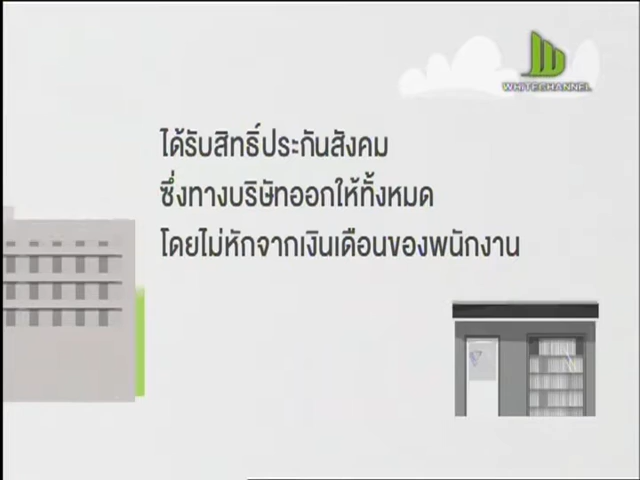 WHITECHANNEL
ได้รับสิทธิ์ประกันสังคม
ซึ่งทางบริษัทออกให้ทั้งหมด
โดยไม่หักจากเงินเดือนของพนักงาน